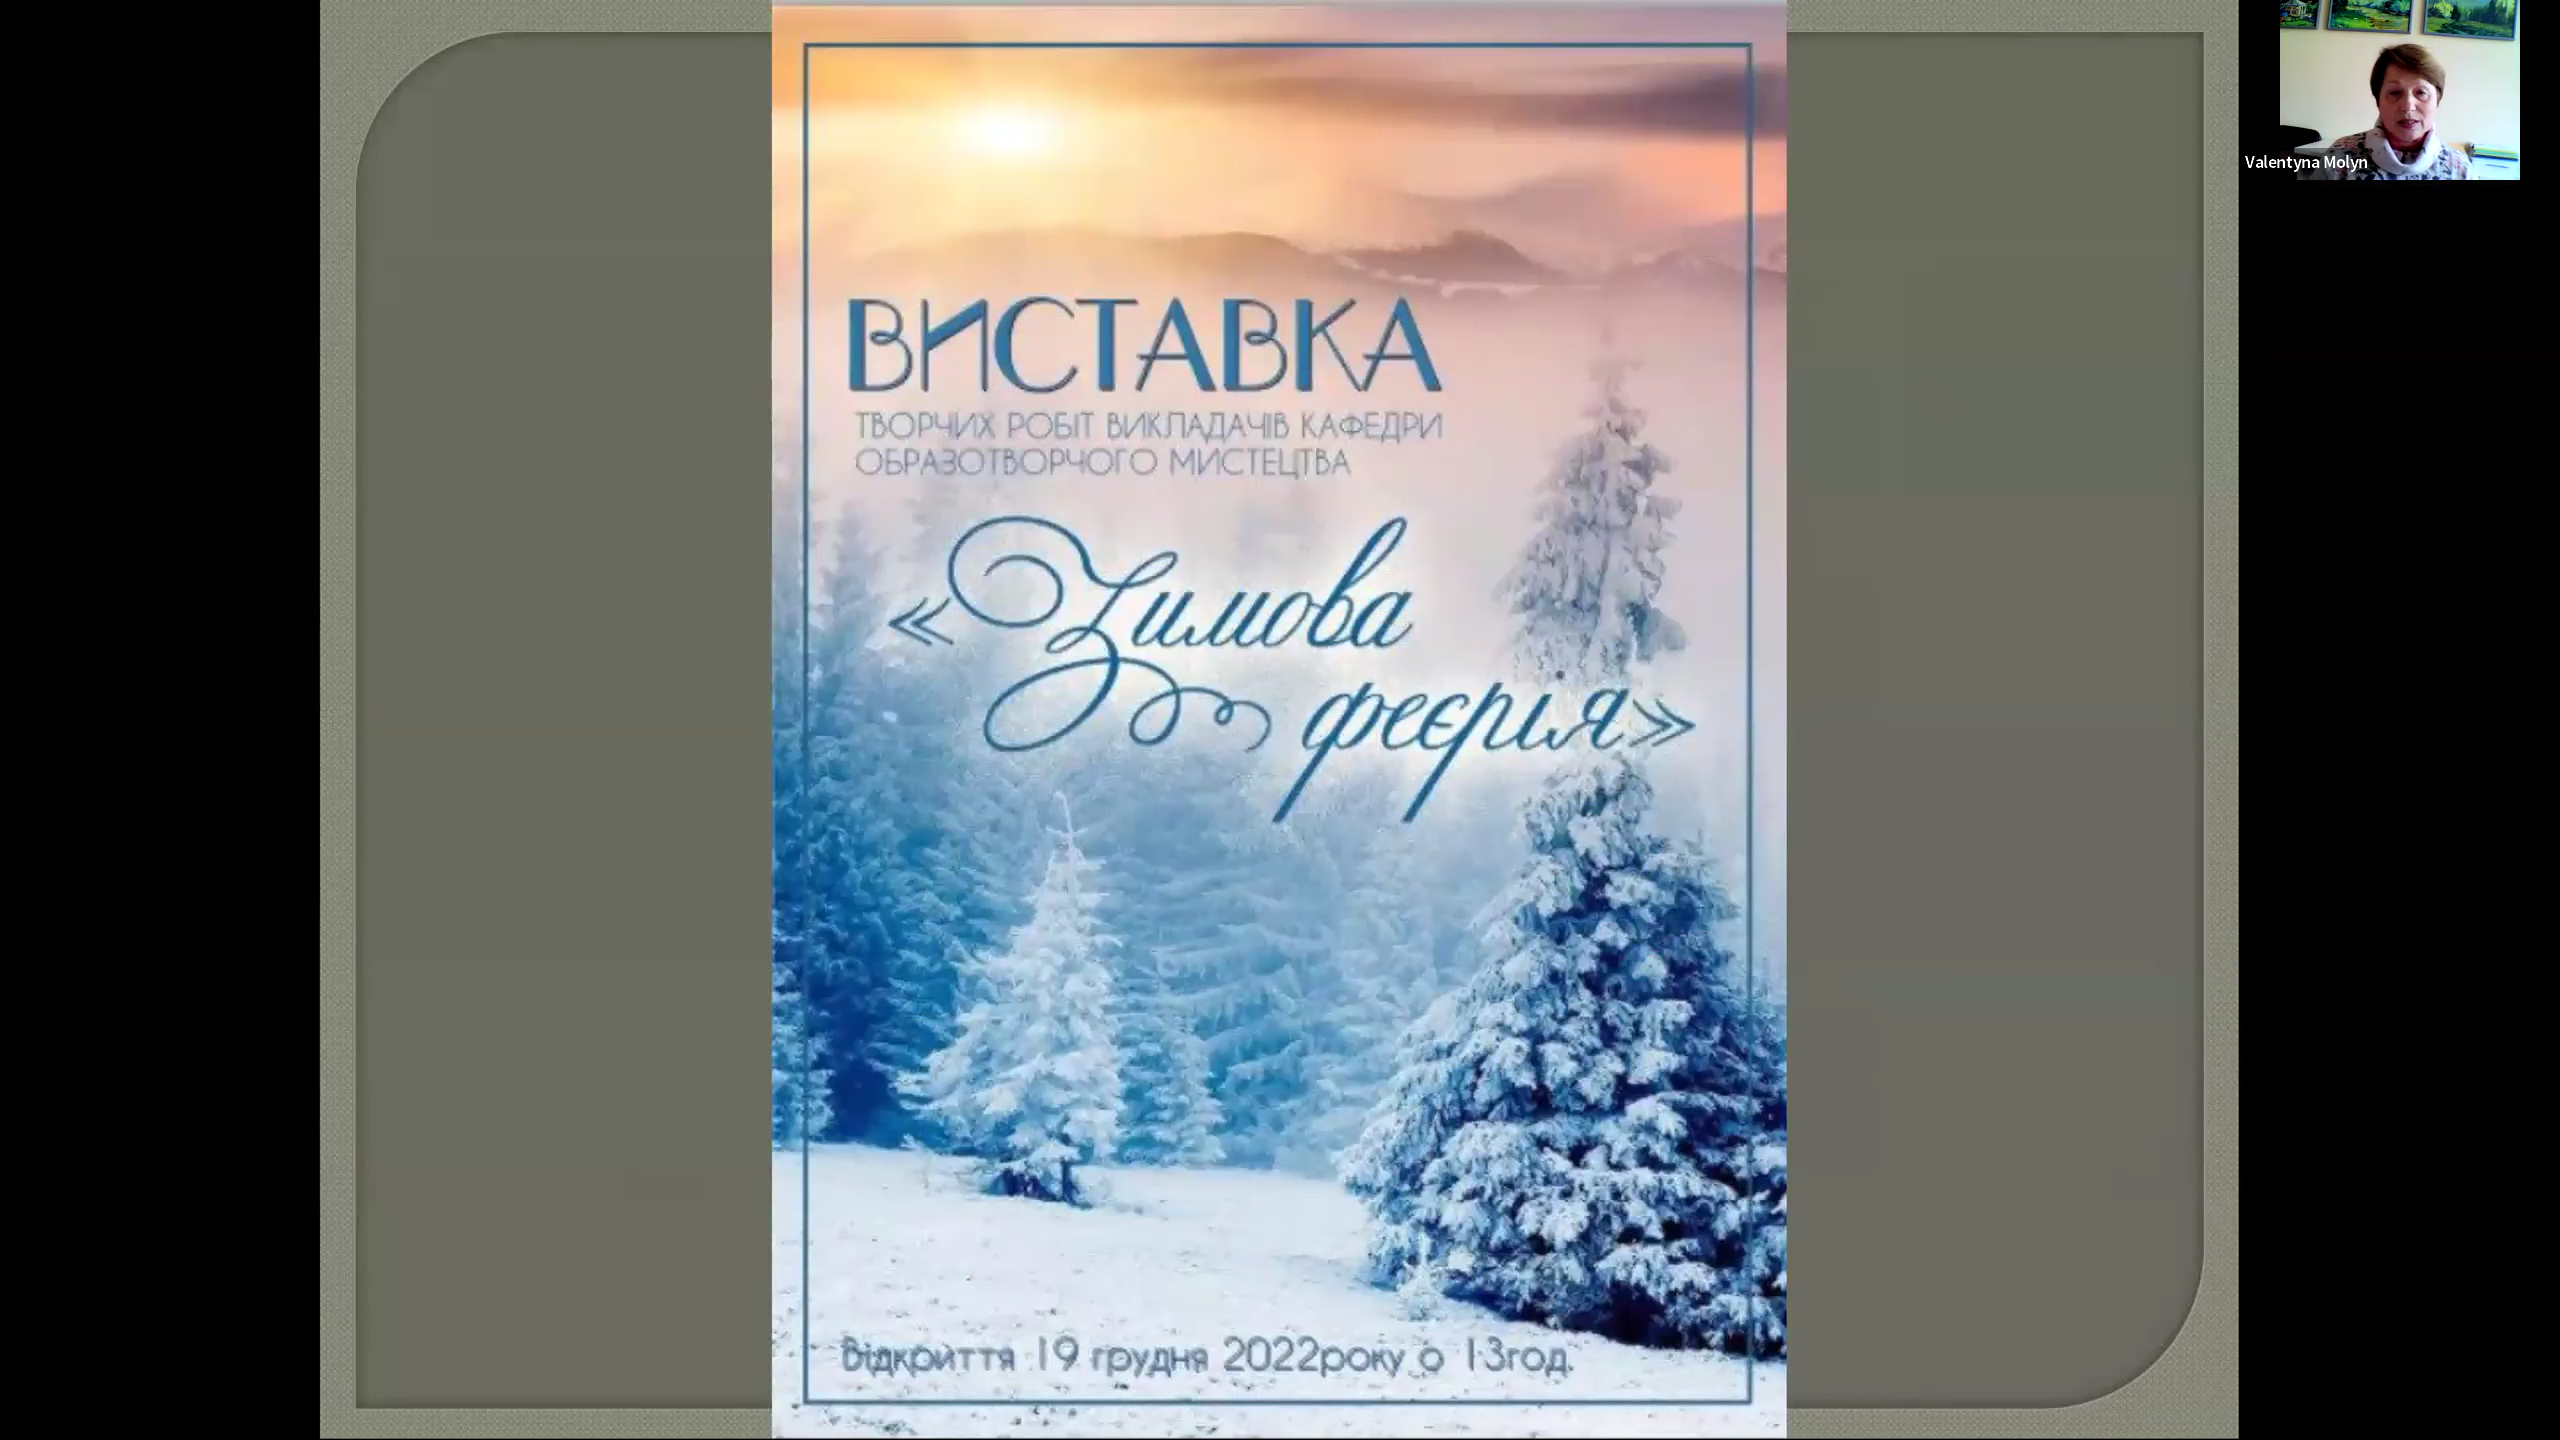 ВИСТАВКА
ТВОРЧИХ РОБІТ ВИКЛАДАЧІВ КАФЕДРИ
ОБРАЗОТВОРЧОГО МИСТЕЦТВА
«Зимова
феєрія»
Відкриття 19 грудня 2022року о 13год.
Valentyna Molyn